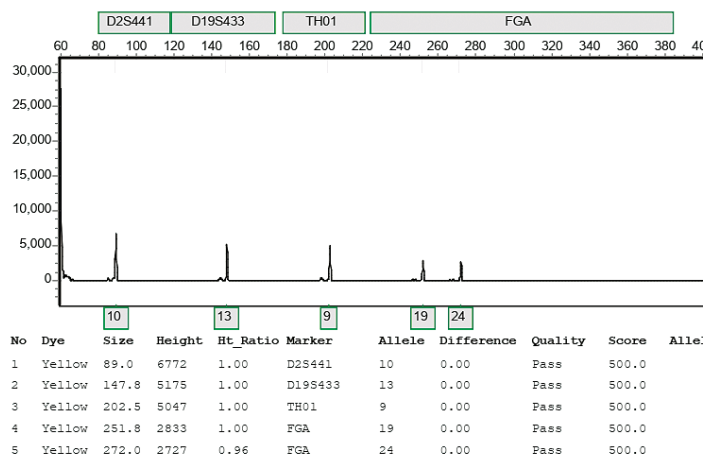 D2S441 D19S433 TH01 FGA
60 80 100 120 140 160 180 200 220 240 260 280 300 320 340 360 380
30,000
25,000
20,000
15,000
10,000
5,000
0
10 13 9 19 24
No Dye Size Height Ht_Ratio Marker Allele Difference Quality Score
1 Yellow 89.0 6772 1.00 D2S441 10 0.00 Pass 500.0
2 Yellow 147.8 5175 1.00 D19S433 13 0.00 Pass 500.0
3 Yellow 202.5 5047 1.00 TH01 9 0.00 Pass 500.0
4 Yellow 251.8 2833 1.00 FGA 19 0.00 Pass 500.0
5 Yellow 272.0 2727 0.96 FGA 24 0.00 Pass 500.0